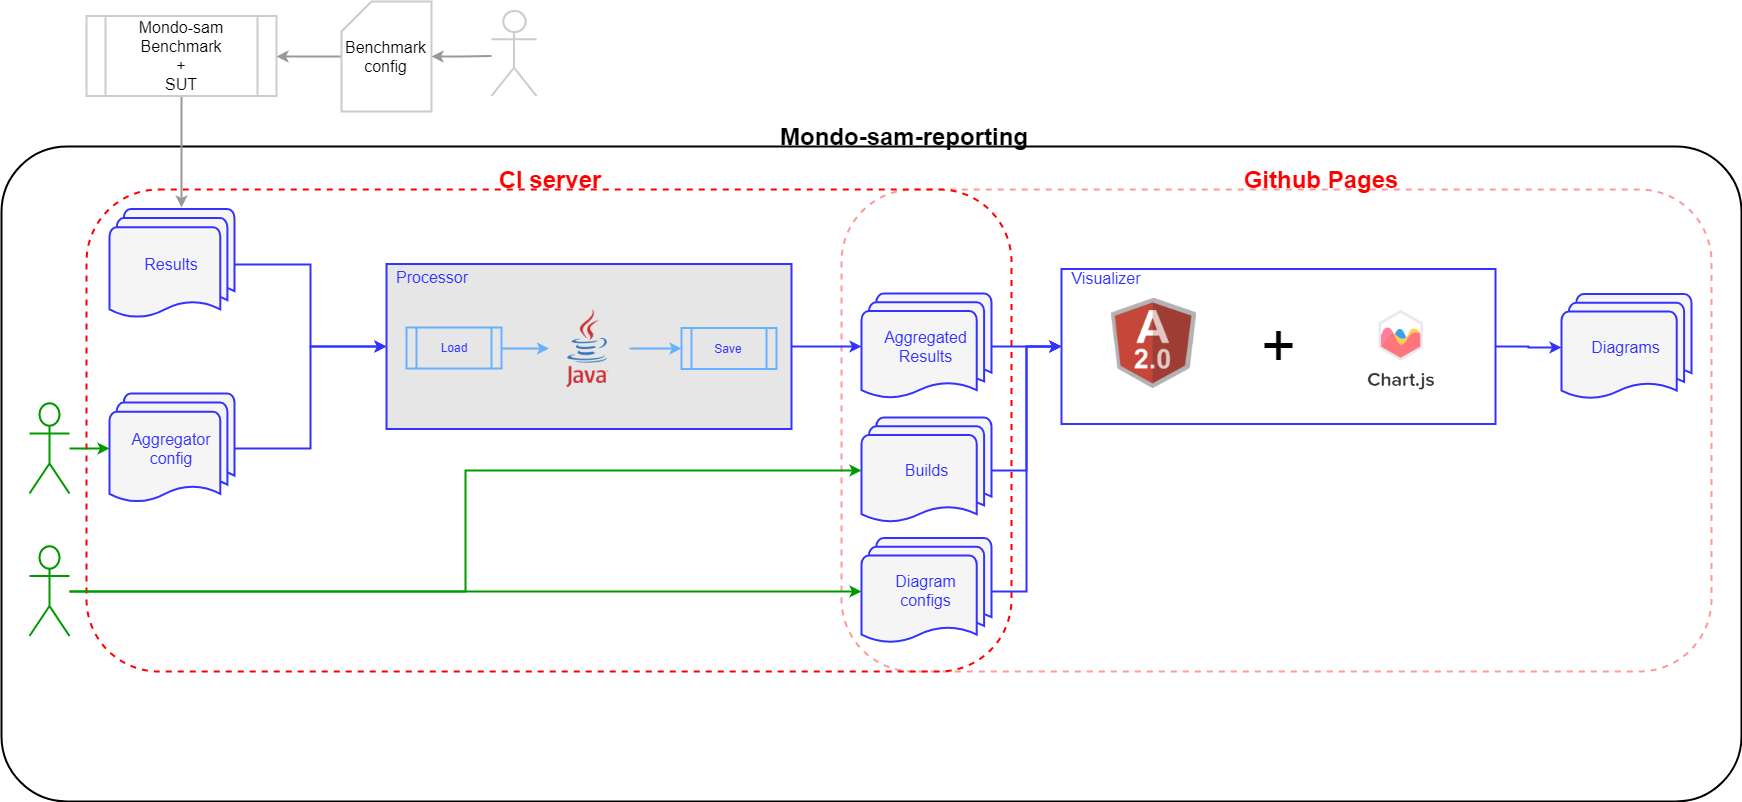 Mondo-sam
Benchmark
+
SUT
Benchmark
config
Mondo-sam-reporting
CI server
Github Pages
Results
Processor
Load
Java
Save
Aggregated
Results
Visualizer
A
2.0
+
Chart.js
Diagrams
Aggregator
config
Builds
Diagram
configs